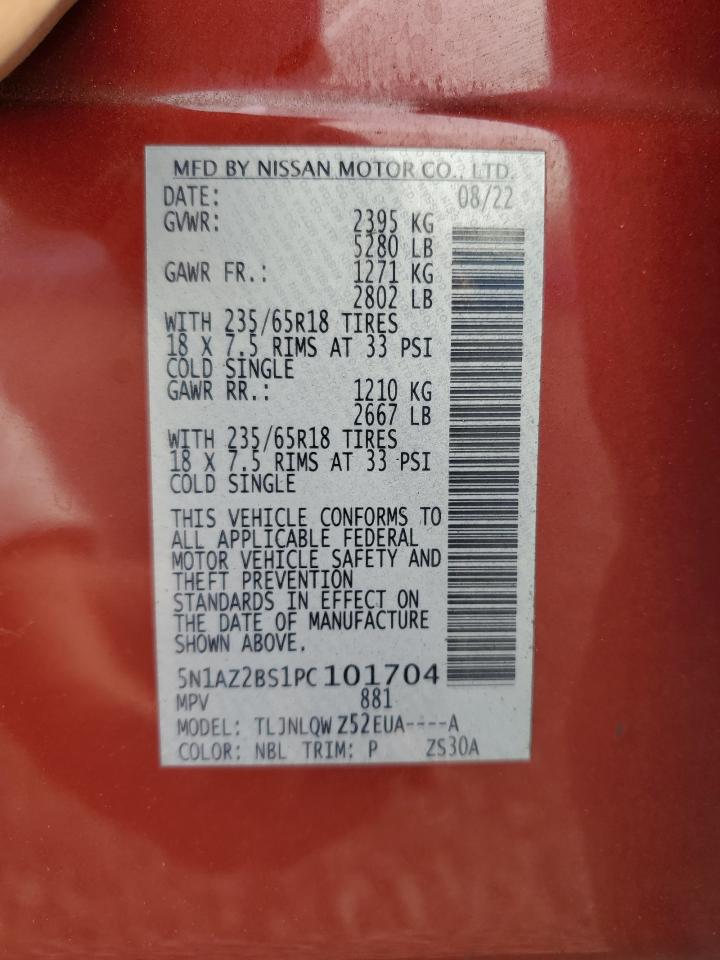 MFD BY NISSAN MOTOR CO., LTD.
DATE: 08/22
GVWR: 2395 KG
5280 LB
GAWR FR.: 1271 KG
2802 LB
WITH 235/65R18 TIRES
18 X 7.5 RIMS AT 33 PSI
COLD SINGLE
GAWR RR.: 1210 KG
2667 LB
WITH 235/65R18 TIRES
18 X 7.5 RIMS AT 33 PSI
COLD SINGLE
THIS VEHICLE CONFORMS TO
ALL APPLICABLE FEDERAL
MOTOR VEHICLE SAFETY AND
THEFT PREVENTION
STANDARDS IN EFFECT ON
THE DATE OF MANUFACTURE
SHOWN ABOVE.
5N1AZ2BS1PC101704
MPV 881
MODEL: TLJNLQW Z52EUA----A
COLOR: NBL TRIM: P ZS30A